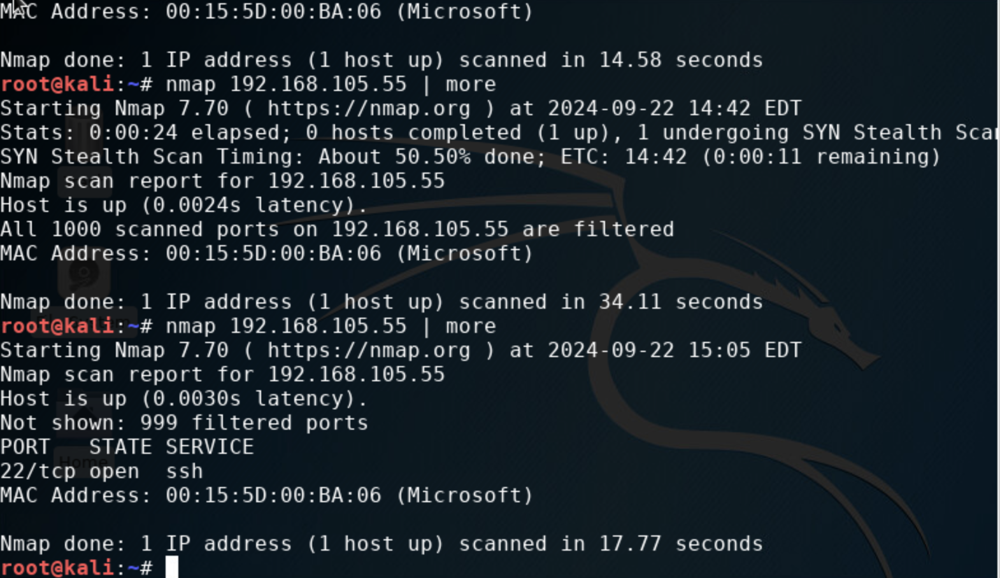 MAC Address: 00:15:5D:00:BA:06 (Microsoft)
Nmap done: 1 IP address (1 host up) scanned in 14.58 seconds
root@kali:~# nmap 192.168.105.55 | more
Starting Nmap 7.70 ( https://nmap.org ) at 2024-09-22 14:42 EDT
Stats: 0:00:24 elapsed; 0 hosts completed (1 up), 1 undergoing SYN Stealth Scan
SYN Stealth Scan Timing: About 50.50% done; ETC: 14:42 (0:00:11 remaining)
Nmap scan report for 192.168.105.55
Host is up (0.0024s latency).
All 1000 scanned ports on 192.168.105.55 are filtered
MAC Address: 00:15:5D:00:BA:06 (Microsoft)
Nmap done: 1 IP address (1 host up) scanned in 34.11 seconds
root@kali:~# nmap 192.168.105.55 | more
Starting Nmap 7.70 ( https://nmap.org ) at 2024-09-22 15:05 EDT
Nmap scan report for 192.168.105.55
Host is up (0.0030s latency).
Not shown: 999 filtered ports
PORT   STATE SERVICE
Home
22/tcp open  ssh
MAC Address: 00:15:5D:00:BA:06 (Microsoft)
Nmap done: 1 IP address (1 host up) scanned in 17.77 seconds
root@kali:~#